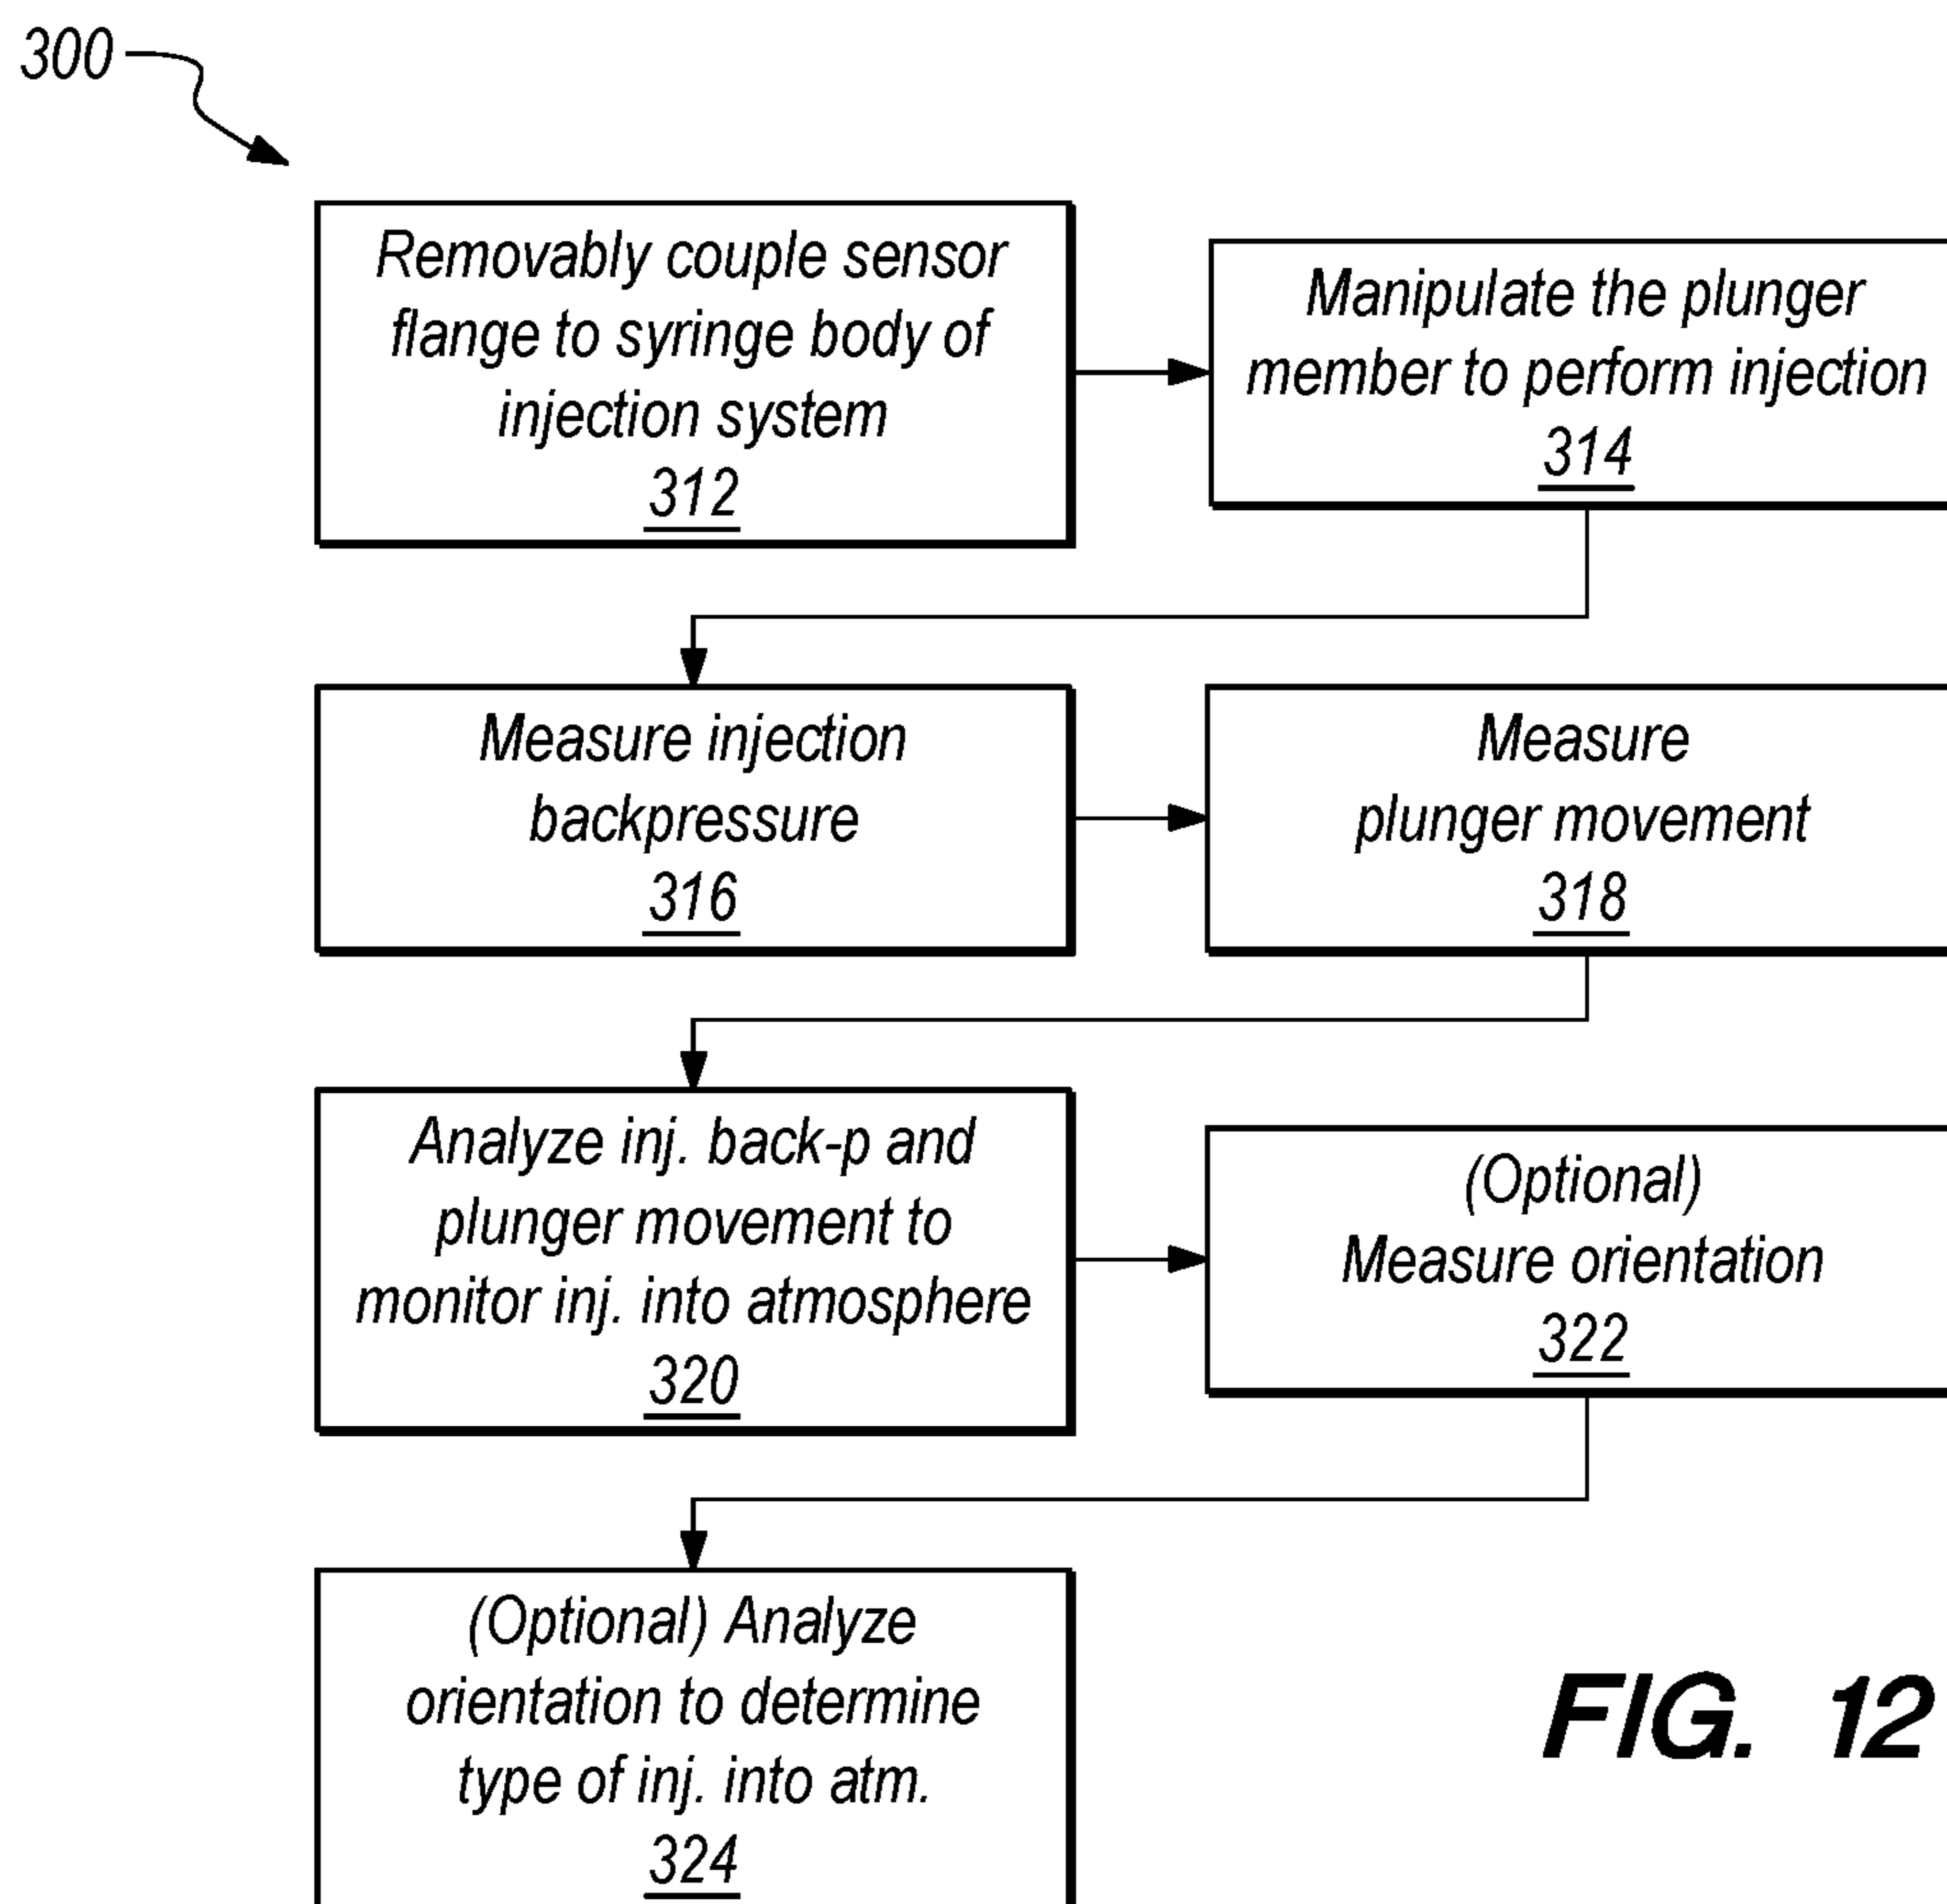 300
Removably couple sensor
flange to syringe body of
injection system
312
Manipulate the plunger
member to perform injection
314
Measure injection
backpressure
316
Measure
plunger movement
318
Analyze inj. back-p and
plunger movement to
monitor inj. into atmosphere
320
(Optional)
Measure orientation
322
(Optional) Analyze
orientation to determine
type of inj. into atm.
324
FIG. 12